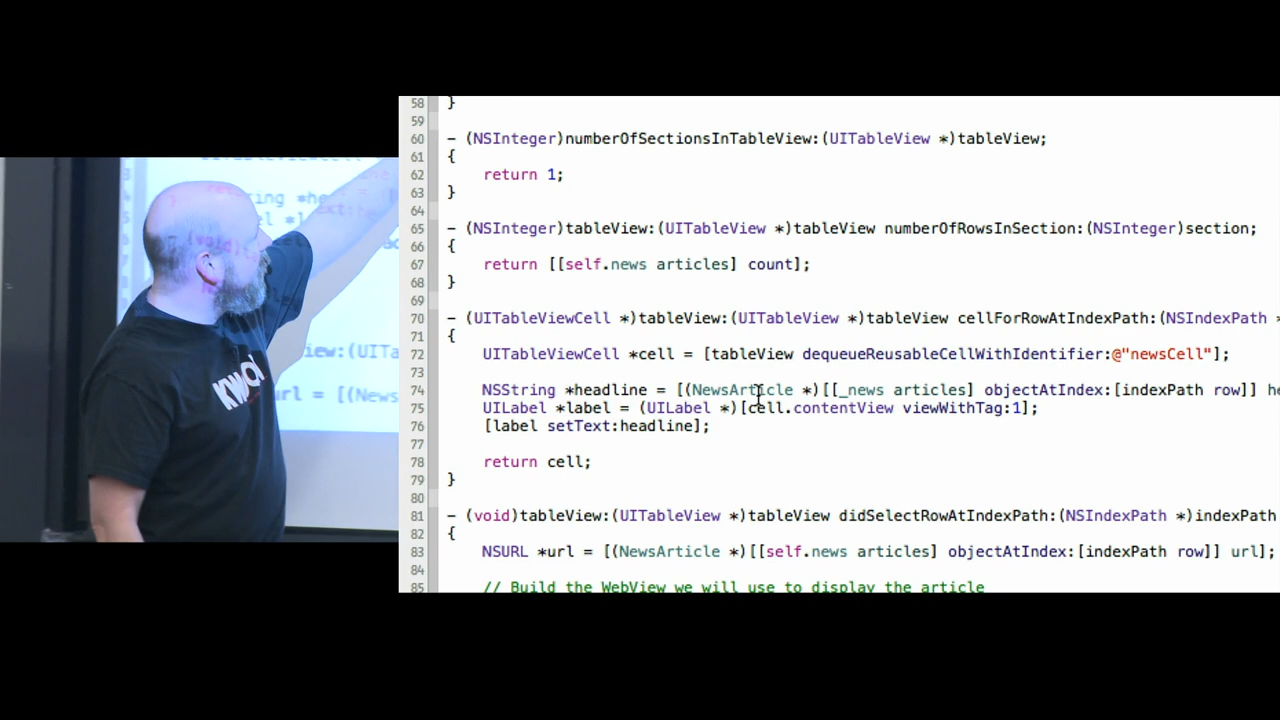 58 }
59
60 - (NSInteger)numberOfSectionsInTableView:(UITableView *)tableView;
61 {
62 return 1;
63 }
64
65 - (NSInteger)tableView:(UITableView *)tableView numberOfRowsInSection:(NSInteger)section;
66 {
67 return [[self.news articles] count];
68 }
69
70 - (UITableViewCell *)tableView:(UITableView *)tableView cellForRowAtIndexPath:(NSIndexPath *
71 {
72 UITableViewCell *cell = [tableView dequeueReusableCellWithIdentifier:@"newsCell"];
73
74 NSString *headline = [(NewsArticle *)[[_news articles] objectAtIndex:[indexPath row]] he
75 UILabel *label = (UILabel *)[cell.contentView viewWithTag:1];
76 [label setText:headline];
77
78 return cell;
79 }
80
81 - (void)tableView:(UITableView *)tableView didSelectRowAtIndexPath:(NSIndexPath *)indexPath
82 {
83 NSURL *url = [(NewsArticle *)[[self.news articles] objectAtIndex:[indexPath row]] url];
84
85 // Build the WebView we will use to display the article